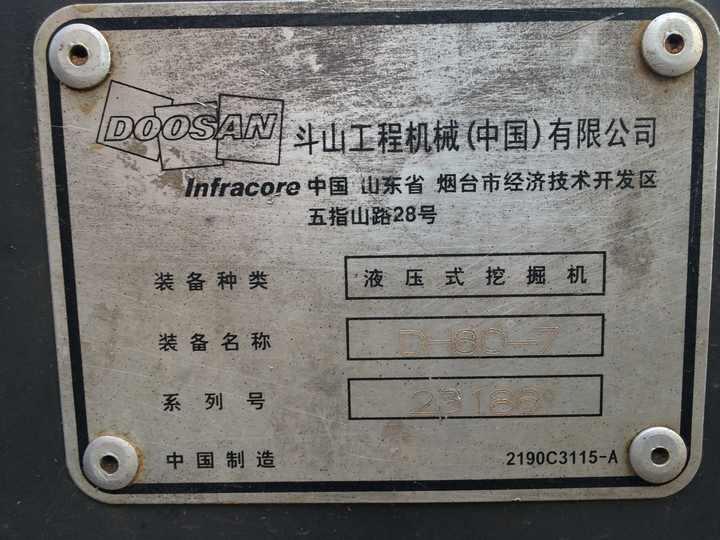 DOOSAN 斗山工程机械(中国)有限公司
Infracore 中国 山东省 烟台市经济技术开发区
五指山路28号
装备种类 液压式挖掘机
装备名称 DH80-7
系列号
中国制造 2190C3115-A